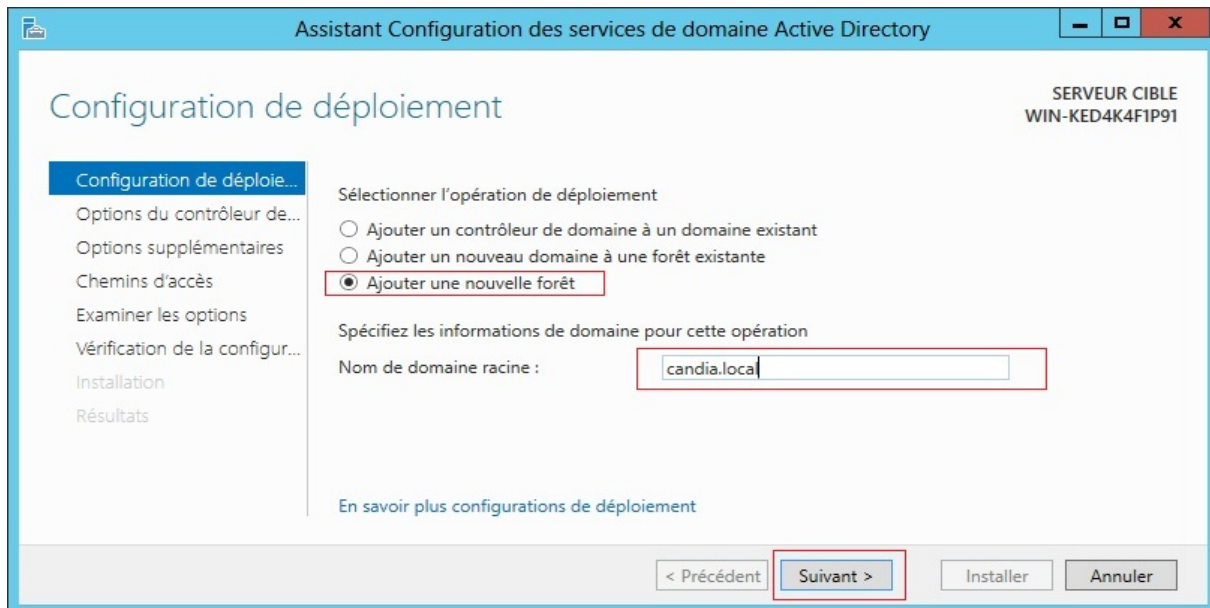 Assistant Configuration des services de domaine Active Directory
Configuration de déploiement
SERVEUR CIBLE
WIN-KED4K4F1P91
Configuration de déploie...
Options du contrôleur de...
Options supplémentaires
Chemins d'accès
Examiner les options
Vérification de la configur...
Installation
Résultats
Sélectionner l'opération de déploiement
Ajouter un contrôleur de domaine à un domaine existant
Ajouter un nouveau domaine à une forêt existante
Ajouter une nouvelle forêt
Spécifiez les informations de domaine pour cette opération
Nom de domaine racine : candia.local
En savoir plus configurations de déploiement
< Précédent Suivant > Installer Annuler